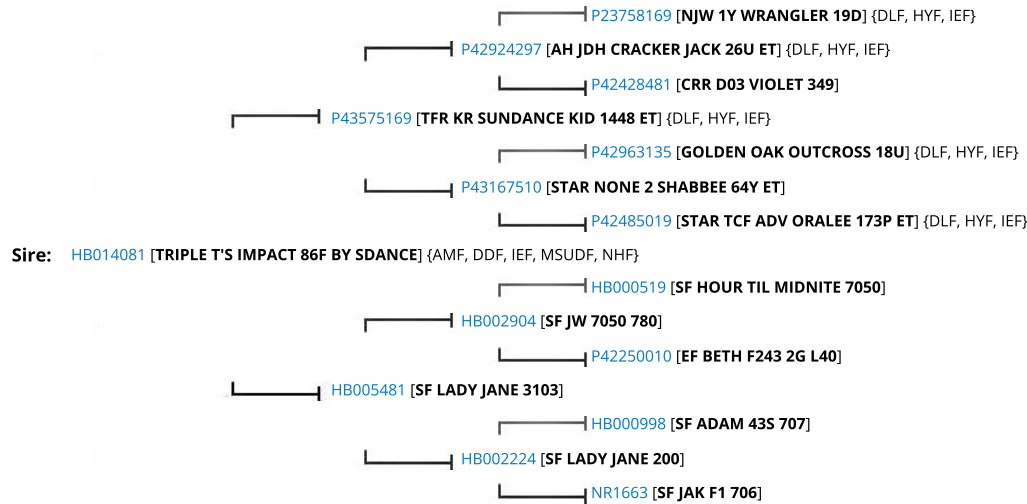 P23758169 [NJW 1Y WRANGLER 19D] {DLF, HYF, IEF}
P42924297 [AH JDH CRACKER JACK 26U ET] {DLF, HYF, IEF}
P42428481 [CRR D03 VIOLET 349]
P43575169 [TFR KR SUNDANCE KID 1448 ET] {DLF, HYF, IEF}
P42963135 [GOLDEN OAK OUTCROSS 18U] {DLF, HYF, IEF}
P43167510 [STAR NONE 2 SHABBEE 64Y ET]
P42485019 [STAR TCF ADV ORALEE 173P ET] {DLF, HYF, IEF}
Sire: HB014081 [TRIPLE T'S IMPACT 86F BY SDANCE] {AMF, DDF, IEF, MSUDF, NHF}
HB000519 [SF HOUR TIL MIDNITE 7050]
HB002904 [SF JW 7050 780]
P42250010 [EF BETH F243 2G L40]
HB005481 [SF LADY JANE 3103]
HB000998 [SF ADAM 43S 707]
HB002224 [SF LADY JANE 200]
NR1663 [SF JAK F1 706]